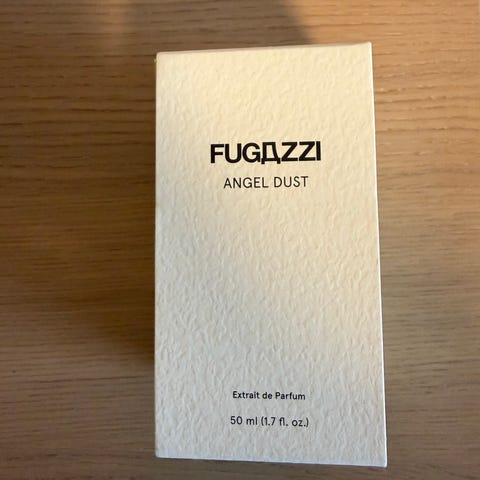 FUGAZZI
ANGEL DUST
Extrait de Parfum
50 ml (1.7 fl. oz.)